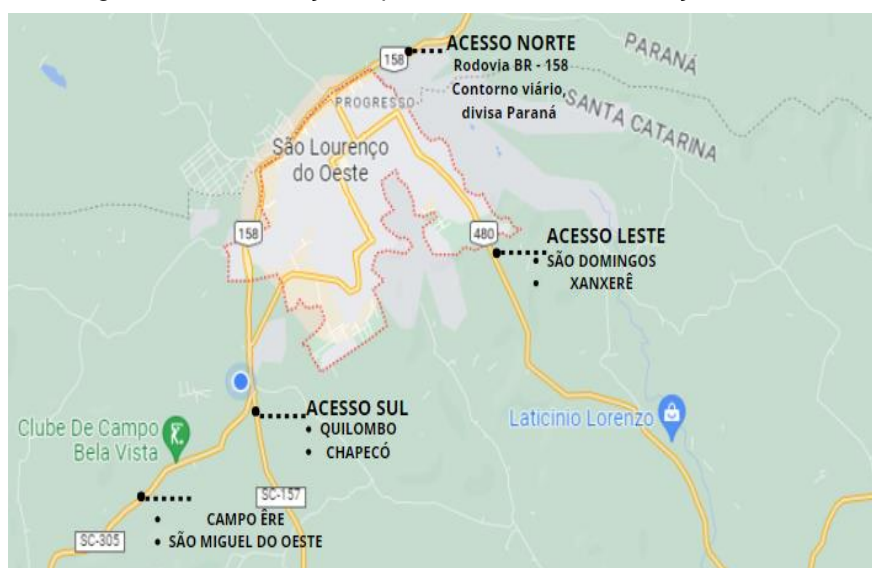 ACESSO NORTE
Rodovia BR - 158
Contorno viário,
divisa Paraná
158
PARANÁ
SANTA CATARINA
PROGRESSO
São Lourenço
do Oeste
158
480
ACESSO LESTE
• SÃO DOMINGOS
• XANXERÊ
ACESSO SUL
• QUILOMBO
• CHAPECÓ
Laticinio Lorenzo
Clube De Campo
Bela Vista
SC-157
• CAMPO ÊRE
• SÃO MIGUEL DO OESTE
SC-305